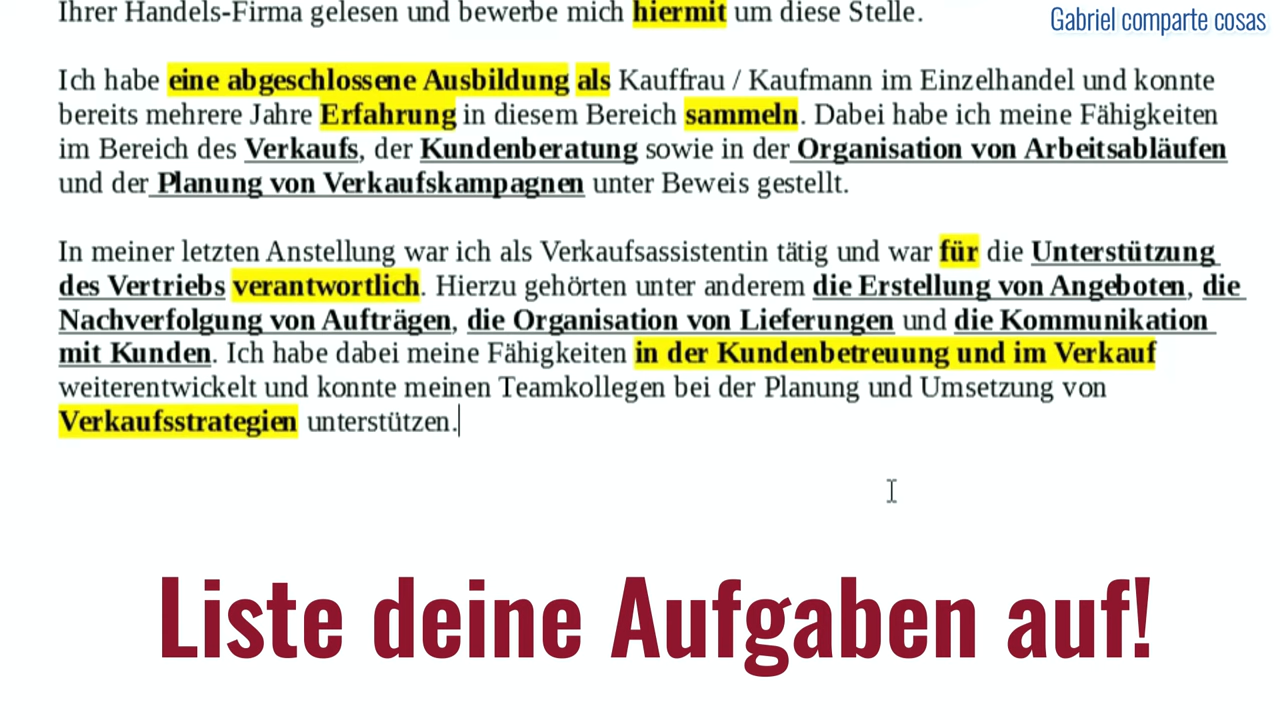 Ihrer Handels-Firma gelesen und bewerbe mich hiermit um diese Stelle.
Gabriel comparte cosas
Ich habe eine abgeschlossene Ausbildung als Kauffrau / Kaufmann im Einzelhandel und konnte
bereits mehrere Jahre Erfahrung in diesem Bereich sammeln. Dabei habe ich meine Fähigkeiten
im Bereich des Verkaufs, der Kundenberatung sowie in der Organisation von Arbeitsabläufen
und der Planung von Verkaufskampagnen unter Beweis gestellt.
In meiner letzten Anstellung war ich als Verkaufsassistentin tätig und war für die Unterstützung
des Vertriebs verantwortlich. Hierzu gehörten unter anderem die Erstellung von Angeboten, die
Nachverfolgung von Aufträgen, die Organisation von Lieferungen und die Kommunikation
mit Kunden. Ich habe dabei meine Fähigkeiten in der Kundenbetreuung und im Verkauf
weiterentwickelt und konnte meinen Teamkollegen bei der Planung und Umsetzung von
Verkaufsstrategien unterstützen.
Liste deine Aufgaben auf!